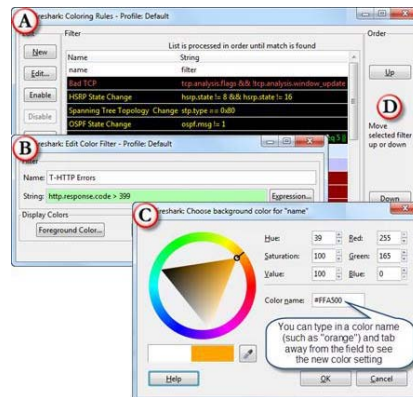 A
Wireshark: Coloring Rules - Profile: Default
Edit
Filter
Order
List is processed in order until match is found
New
Name
String
name
filter
Up
Edit...
Bad TCP
tcp.analysis.flags && !tcp.analysis.window_update
HSRP State Change
hsrp.state != 8 && hsrp.state != 16
Enable
Spanning Tree Topology Change
stp.type == 0x80
D
Disable
OSPF State Change
ospf.msg != 1
Move
selected filter
up or down
B
Wireshark: Edit Color Filter - Profile: Default
Filter
Name:
T-HTTP Errors
String:
http.response.code > 399
Expression...
Down
Display Colors
Foreground Color...
C
Wireshark: Choose background color for "name"
Hue:
39
Red:
255
Saturation:
100
Green:
165
Value:
100
Blue:
0
Color name:
#FFA500
You can type in a color name
(such as "orange") and tab
away from the field to see
the new color setting
Help
OK
Cancel